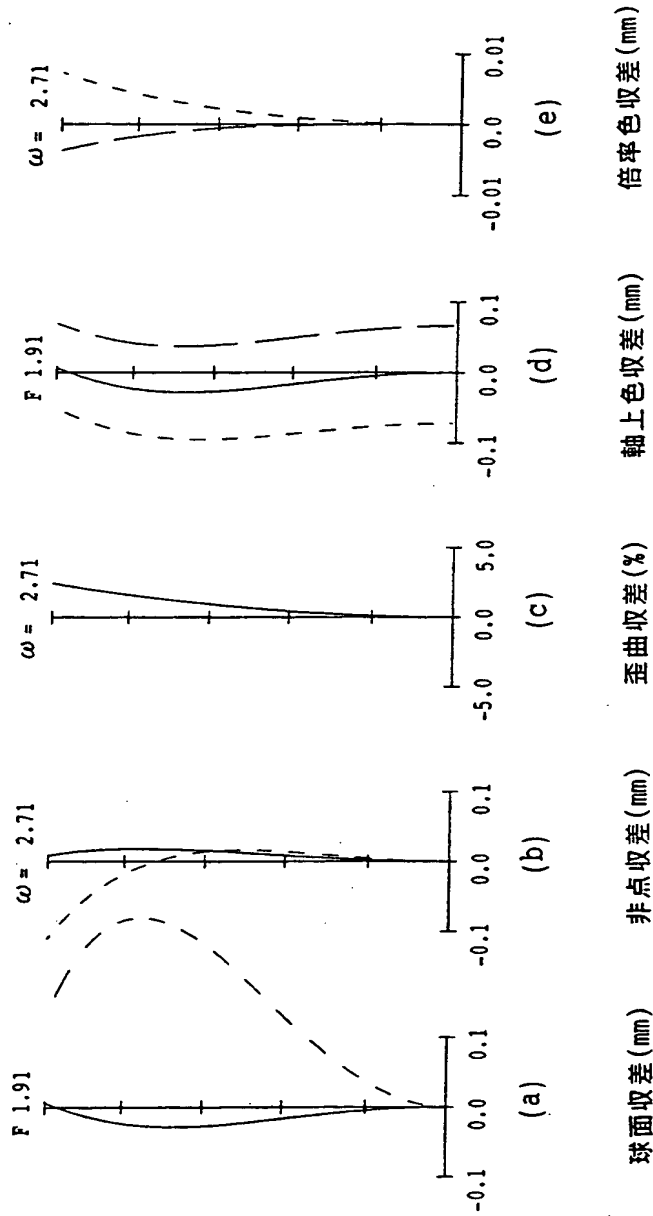 F 1.91
-0.1 0.0 0.1
(a)
球面収差(mm)
ω= 2.71
-0.1 0.0 0.1
(b)
非点収差(mm)
ω= 2.71
-5.0 0.0 5.0
(c)
歪曲収差(%)
F 1.91
-0.1 0.0 0.1
(d)
軸上色収差(mm)
ω= 2.71
-0.01 0.0 0.01
(e)
倍率色収差(mm)